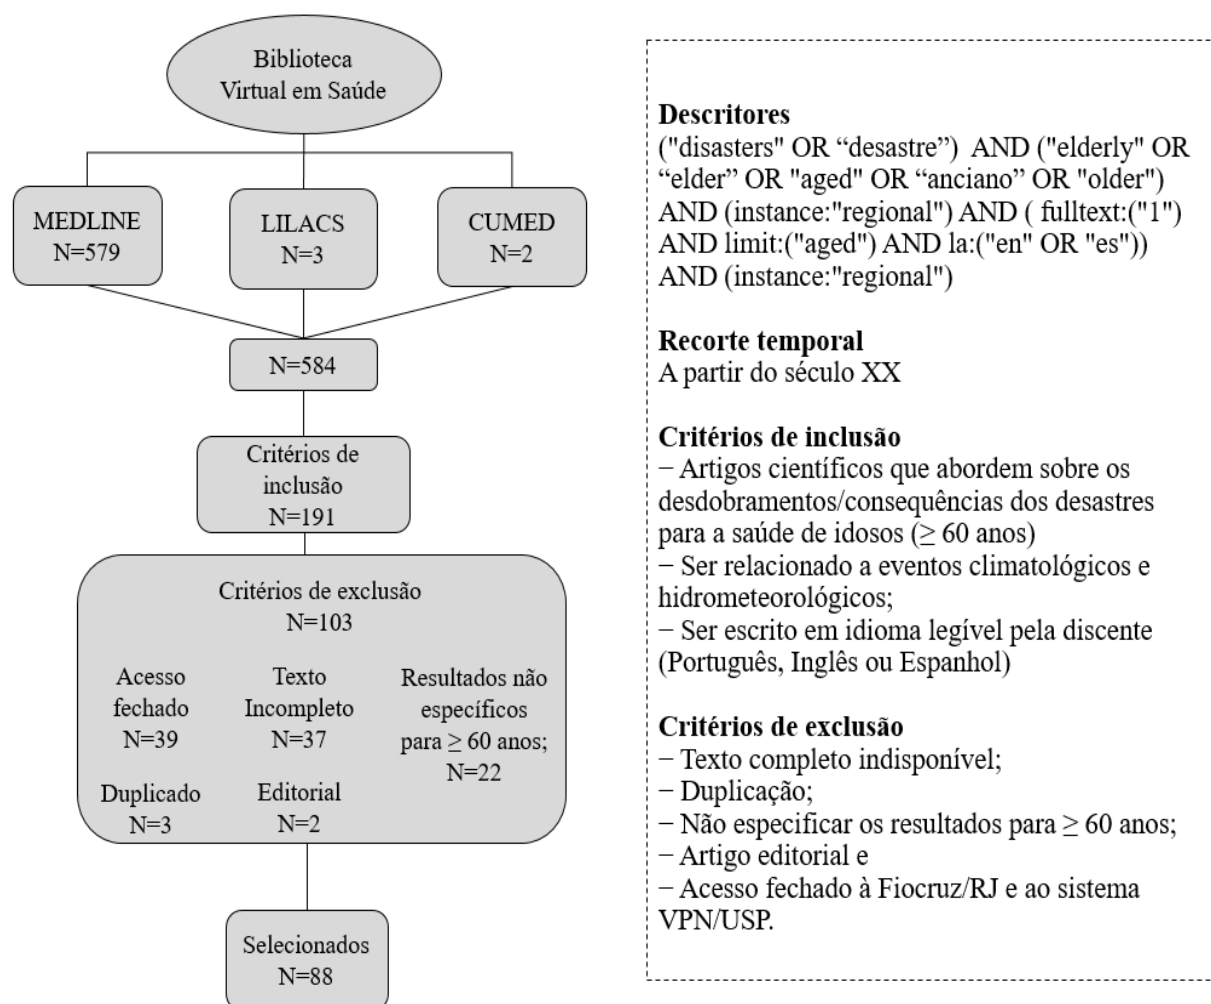 Biblioteca
Virtual em Saúde
MEDLINE
N=579
LILACS
N=3
CUMED
N=2
N=584
Critérios de
inclusão
N=191
Critérios de exclusão
N=103
Acesso
fechado
N=39
Texto
Incompleto
N=37
Resultados não
específicos
para ≥ 60 anos;
N=22
Duplicado
N=3
Editorial
N=2
Selecionados
N=88
Descritores
("disasters" OR “desastre”) AND ("elderly" OR
“elder” OR "aged" OR “anciano” OR "older")
AND (instance:"regional") AND ( fulltext:("1")
AND limit:("aged") AND la:("en" OR "es"))
AND (instance:"regional")
Recorte temporal
A partir do século XX
Critérios de inclusão
− Artigos científicos que abordem sobre os
desdobramentos/consequências dos desastres
para a saúde de idosos (≥ 60 anos)
− Ser relacionado a eventos climatológicos e
hidrometeorológicos;
− Ser escrito em idioma legível pela discente
(Português, Inglês ou Espanhol)
Critérios de exclusão
− Texto completo indisponível;
− Duplicação;
− Não especificar os resultados para ≥ 60 anos;
− Artigo editorial e
− Acesso fechado à Fiocruz/RJ e ao sistema
VPN/USP.